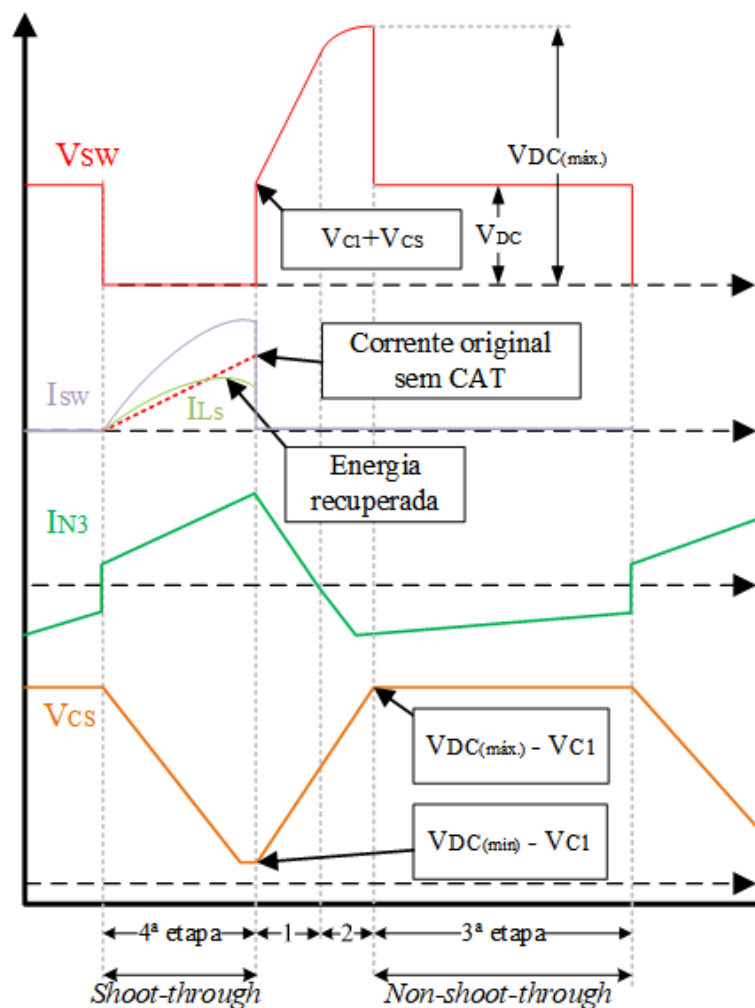 VSW
VDC(máx.)
VC1+VCS
VDC
Corrente original
sem CAT
ISW
ILs
Energia
recuperada
IN3
VCS
VDC(máx.) - VC1
VDC(min) - VC1
4ª etapa
1
2
3ª etapa
Shoot-through
Non-shoot-through